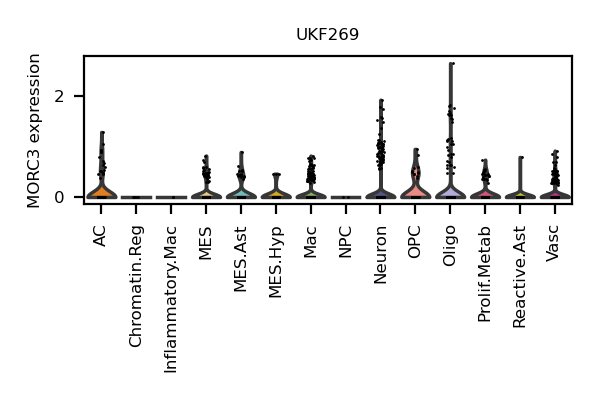 UKF269
MORC3 expression
2
0
AC
Chromatin.Reg
Inflammatory.Mac
MES
MES.Ast
MES.Hyp
Mac
NPC
Neuron
OPC
Oligo
Prolif.Metab
Reactive.Ast
Vasc